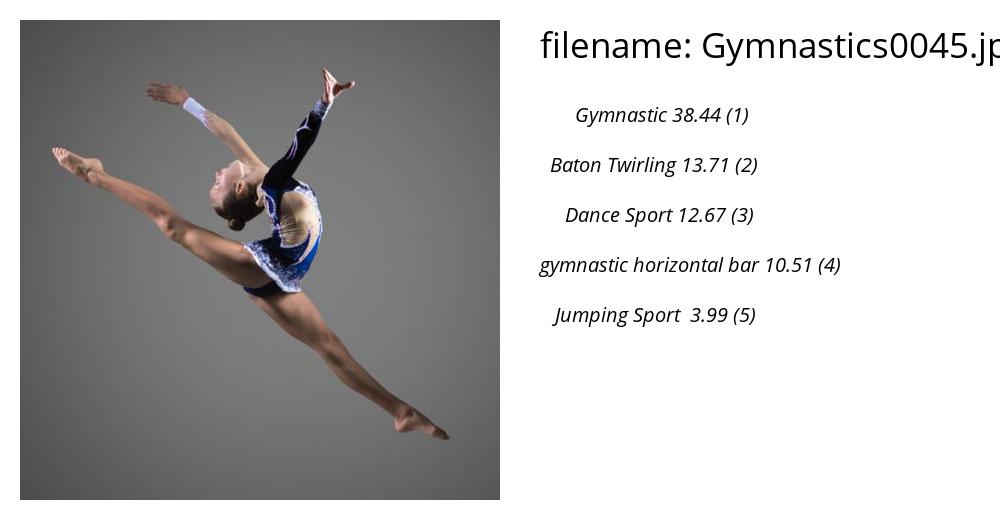 filename: Gymnastics0045.jp
Gymnastic 38.44 (1)
Baton Twirling 13.71 (2)
Dance Sport 12.67 (3)
gymnastic horizontal bar 10.51 (4)
Jumping Sport  3.99 (5)